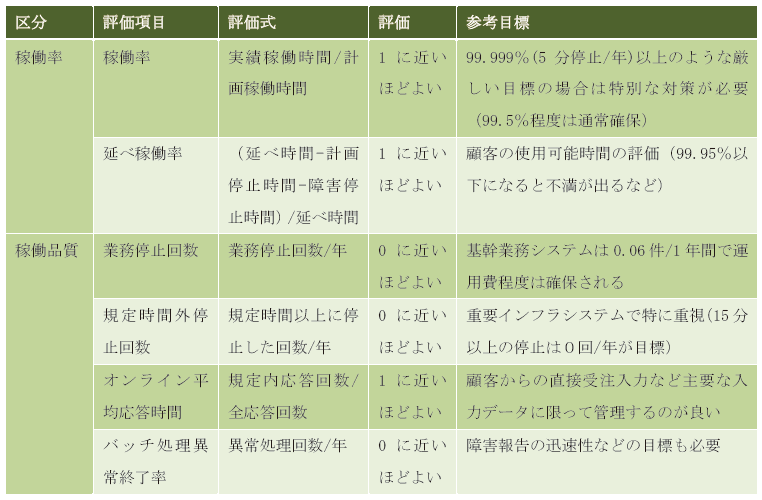 区分 評価項目 評価式 評価 参考目標
稼働率 稼働率 実績稼働時間/計 1 に近い 99.999%(5 分停止/年)以上のような厳
画稼働時間 ほどよい しい目標の場合は特別な対策が必要
(99.5%程度は通常確保)
延べ稼働率 (延べ時間-計画 1 に近い 顧客の使用可能時間の評価 (99.95%以
停止時間-障害停 ほどよい 下になると不満が出るなど)
止時間)/延べ時間
稼働品質 業務停止回数 業務停止回数/年 0 に近い 基幹業務システムは 0.06 件/1 年間で運
ほどよい 用費程度は確保される
規定時間外停 規定時間以上に停 0 に近い 重要インフラシステムで特に重視(15 分
止回数 止した回数/年 ほどよい 以上の停止は0回/年が目標)
オンライン平 規定内応答回数/ 1 に近い 顧客からの直接受注入力など主要な入
均応答時間 全応答回数 ほどよい 力データに限って管理するのが良い
バッチ処理異 異常処理回数/年 0 に近い 障害報告の迅速性などの目標も必要
常終了率 ほどよい